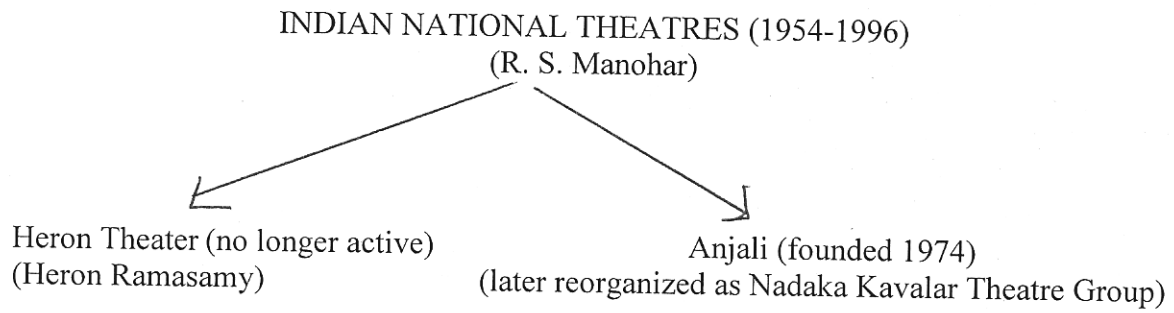 INDIAN NATIONAL THEATRES (1954-1996)
(R. S. Manohar)
Heron Theater (no longer active)
(Heron Ramasamy)
Anjali (founded 1974)
(later reorganized as Nadaka Kavalar Theatre Group)